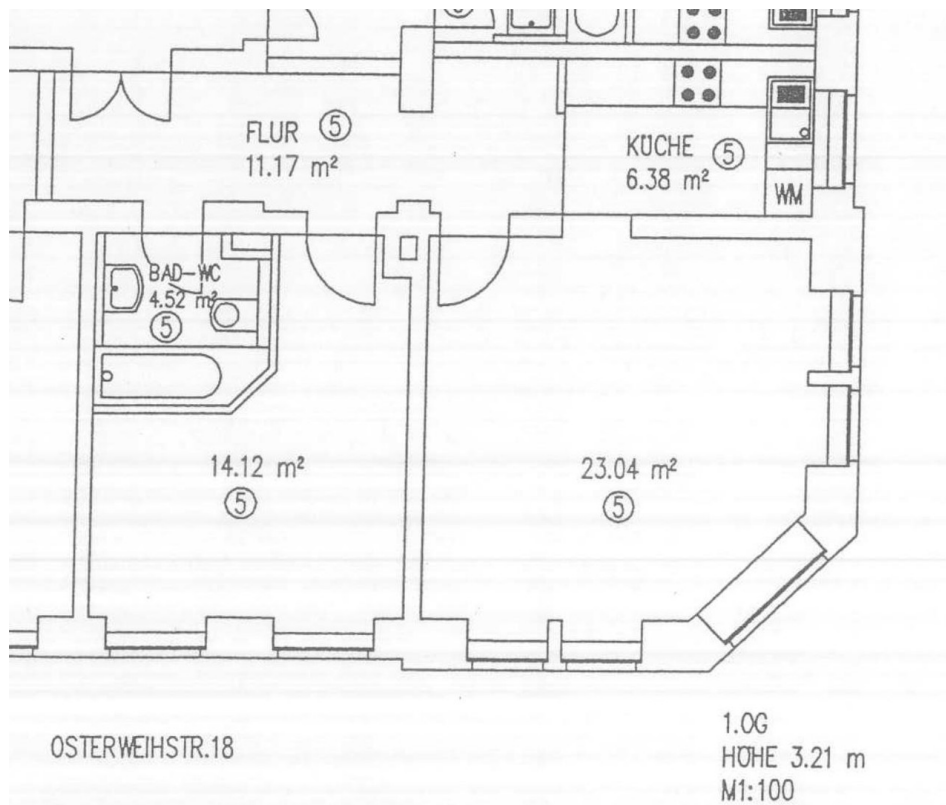 FLUR 5
11.17 m²
KÜCHE 5
6.38 m²
WM
BAD-WC
4.52 m²
5
14.12 m²
5
23.04 m²
5
OSTERWEIHSTR.18
1.OG
HÖHE 3.21 m
M1:100